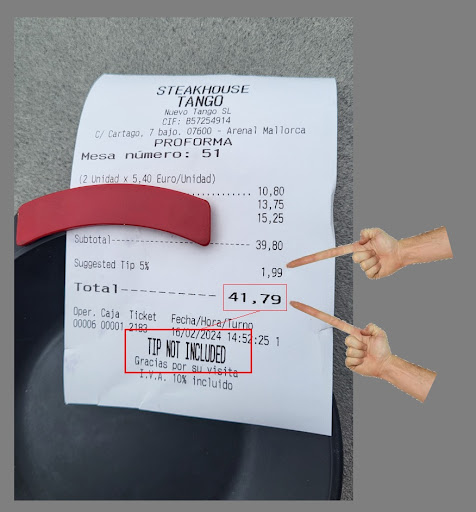 STEAKHOUSE
TANGO
Nuevo Tango SL
CIF: B57254914
C/ Cartago, 7 bajo. 07600 - Arenal Mallorca
PROFORMA
Mesa número: 51
(2 Unidad x 5,40 Euro/Unidad)
10,80
13,75
15,25
Subtotal 39,80
Suggested Tip 5% 1,99
Total 41,79
Oper. Caja Ticket Fecha/Hora/Turno
00006 00001 2183 16/02/2024 14:52:25 1
TIP NOT INCLUDED
Gracias por su visita
I.V.A. 10% incluido